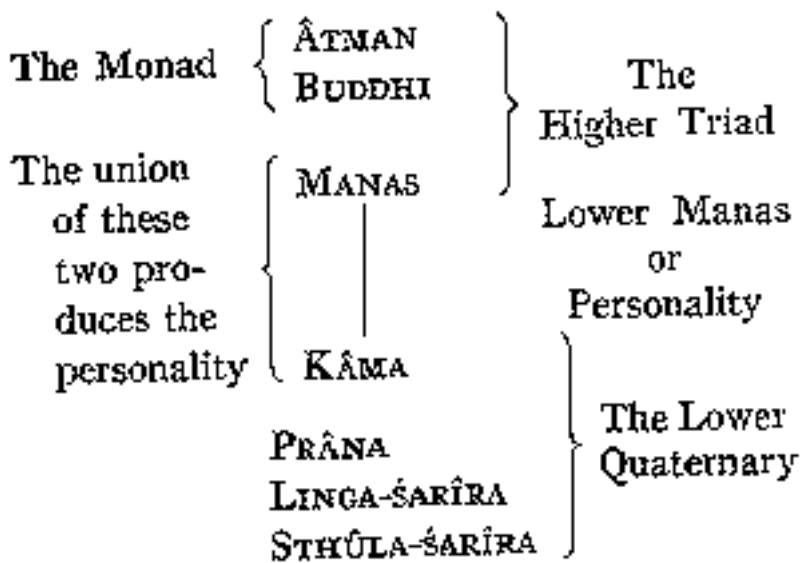 The Monad
ÂTMAN
BUDDHI
The
Higher Triad
The union
of these
two pro-
duces the
personality
MANAS
Lower Manas
or
Personality
KÂMA
PRÂNA
LINGA-ŚARÎRA
STHÛLA-ŚARÎRA
The Lower
Quaternary